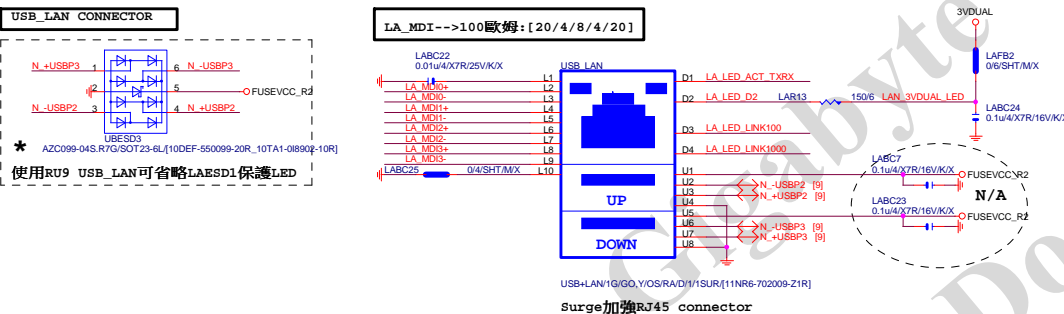 USB_LAN CONNECTOR
N_+USBP3 1
6 N_-USBP3
2
5 FUSEVCC_R2
N_-USBP2 3
4 N_+USBP2
UBESD3
* AZC099-04S.R7G/SOT23-6L/[10DEF-550099-20R_10TA1-0I8902-10R]
使用RU9 USB_LAN可省略LAESD1保護LED
LA_MDI-->100歐姆:[20/4/8/4/20]
LABC22
0.01u/4/X7R/25V/K/X
USB_LAN
L1
LA_MDI0+ L2
LA_MDI0- L3
LA_MDI1+ L4
LA_MDI1- L5
LA_MDI2+ L6
LA_MDI2- L7
LA_MDI3+ L8
LA_MDI3- L9
LABC25 0/4/SHT/M/X L10
UP
DOWN
D1 LA_LED_ACT_TXRX
D2 LA_LED_D2 LAR13 150/6 LAN_3VDUAL_LED
D3 LA_LED_LINK100
D4 LA_LED_LINK1000
U1
U2 N_-USBP2 [9]
U3 N_+USBP2 [9]
U4
U5
U6 N_-USBP3 [9]
U7 N_+USBP3 [9]
U8
3VDUAL
LAFB2
0/6/SHT/M/X
LABC24
0.1u/4/X7R/16V/K/X
LABC7
0.1u/4/X7R/16V/K/X
FUSEVCC_R2
N/A
LABC23
0.1u/4/X7R/16V/K/X
FUSEVCC_R2
USB+LAN/1G/GO,Y/OS/RA/D/1/1SUR/[11NR6-702009-Z1R]
Surge加強RJ45 connector
Gigabyte
Do